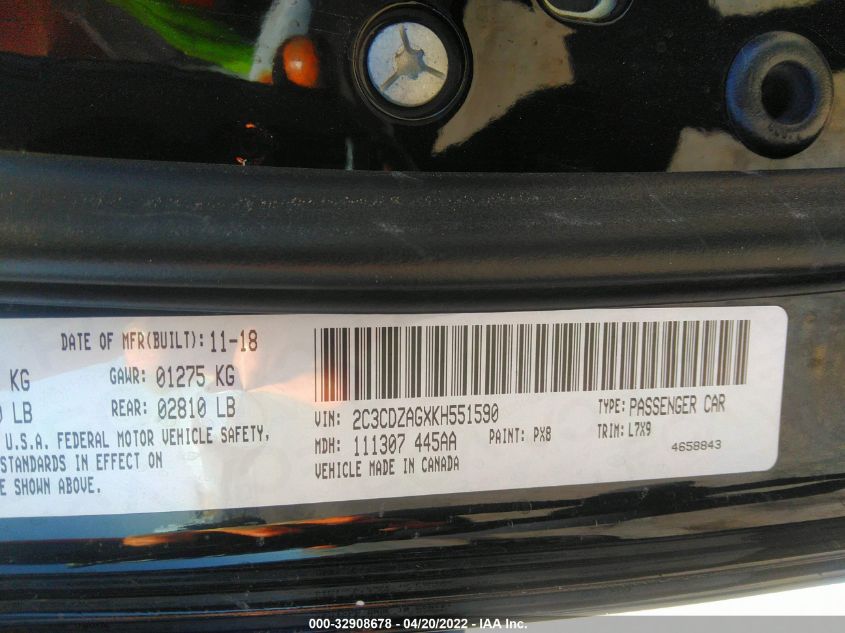 DATE OF MFR(BUILT): 11-18
KG GAWR: 01275 KG
LB REAR: 02810 LB
U.S.A. FEDERAL MOTOR VEHICLE SAFETY,
STANDARDS IN EFFECT ON
SHOWN ABOVE.
VIN: 2C3CDZAGXKH551590
TYPE: PASSENGER CAR
MDH: 111307 445AA PAINT: PX8 TRIM: L7X9
VEHICLE MADE IN CANADA
4658843
000-32908678 - 04/20/2022 - IAA Inc.